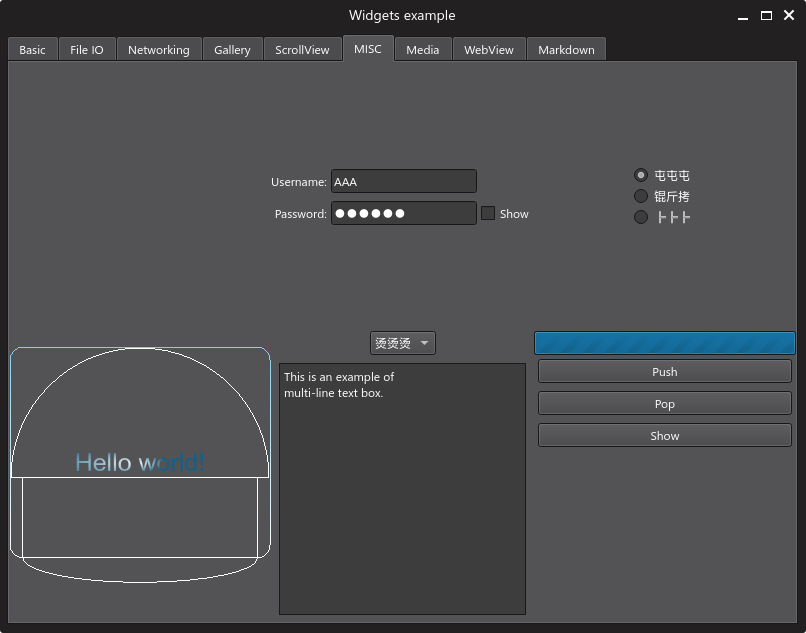 Widgets example
Basic File IO Networking Gallery ScrollView MISC Media WebView Markdown
Username: AAA
Password: ●●●●●● Show
屯屯屯
锟斤拷
⺊⺊⺊
烫烫烫
Push
Pop
Show
Hello world!
This is an example of
multi-line text box.